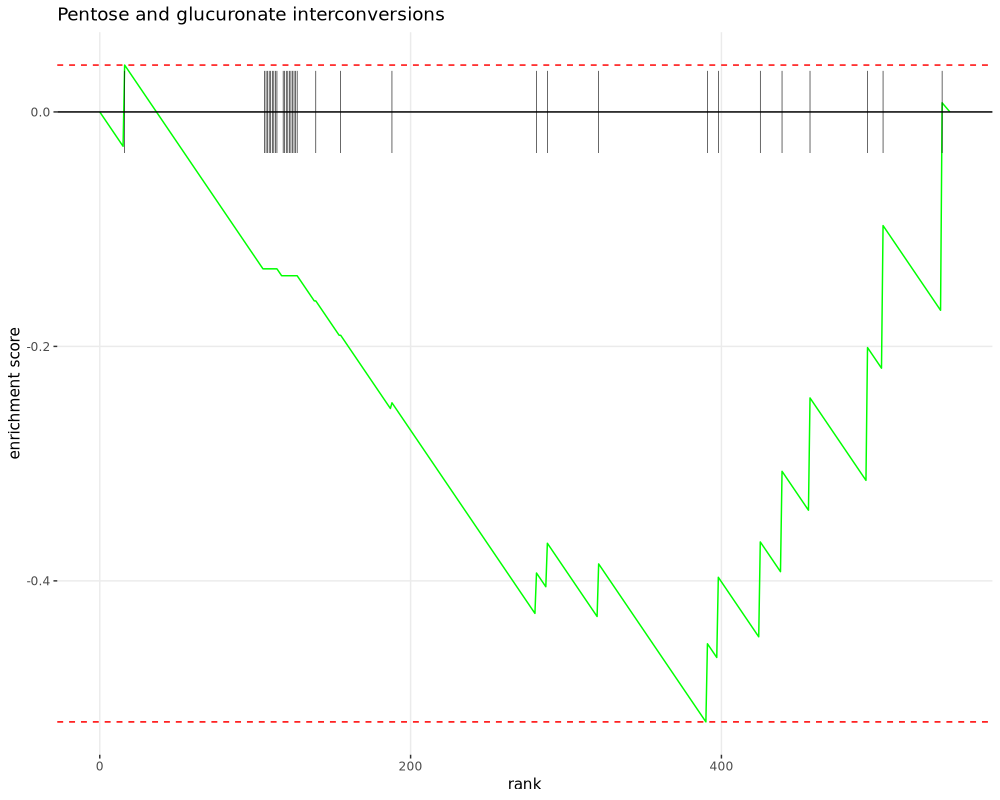 Pentose and glucuronate interconversions
0.0
-0.2
-0.4
enrichment score
0
200
400
rank